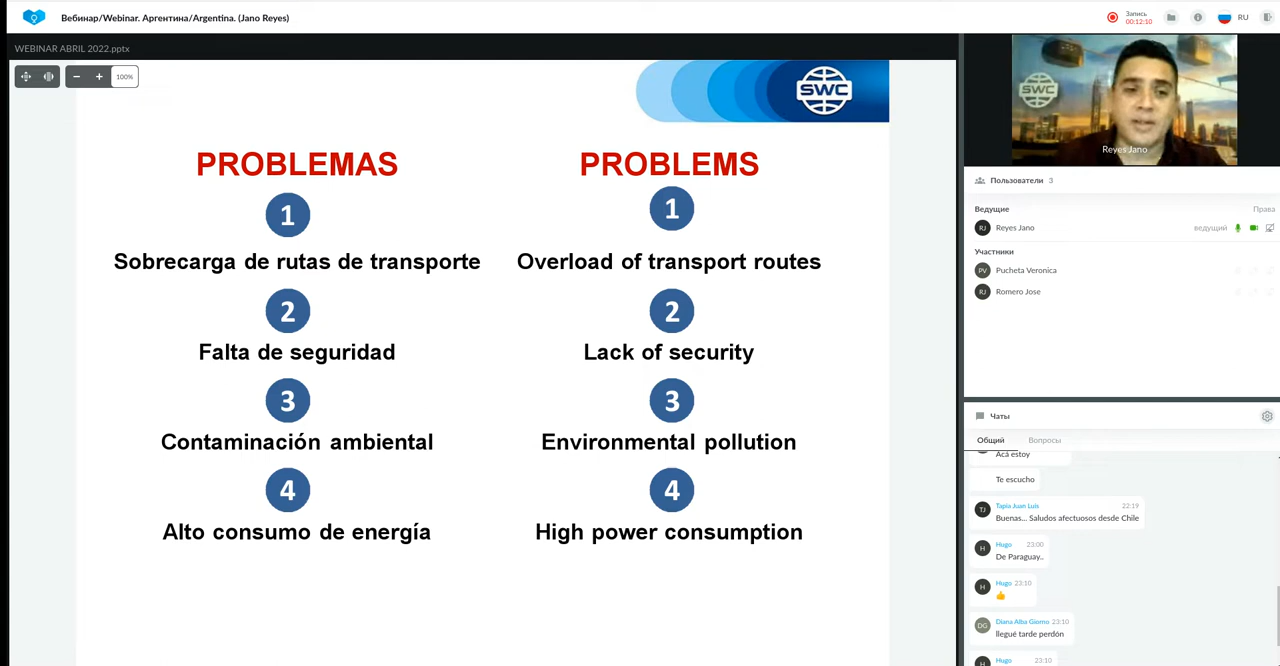 Вебинар/Webinar. Аргентина/Argentina. (Jano Reyes)
Запись
00:12:10
RU
WEBINAR ABRIL 2022.pptx
100%
SWC
PROBLEMAS
1
Sobrecarga de rutas de transporte
2
Falta de seguridad
3
Contaminación ambiental
4
Alto consumo de energía
PROBLEMS
1
Overload of transport routes
2
Lack of security
3
Environmental pollution
4
High power consumption
SWC
Reyes Jano
Пользователи 3
Ведущие Права
RJ Reyes Jano ведущий
Участники
PV Pucheta Veronica
RJ Romero Jose
Чаты
Общий Вопросы
Acá estoy
Te escucho
TJ Tapia Juan Luis 22:19
Buenas... Saludos afectuosos desde Chile
H Hugo 23:00
De Paraguay..
H Hugo 23:10
👍
DG Diana Alba Giorno 23:10
llegué tarde perdón
H Hugo 23:10